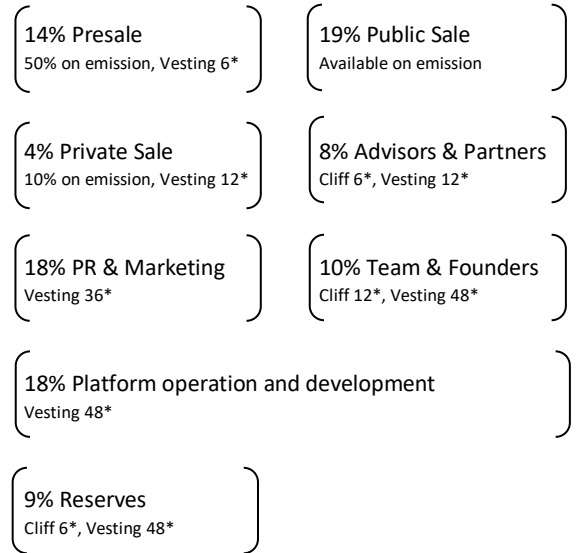 14% Presale
50% on emission, Vesting 6*
19% Public Sale
Available on emission
4% Private Sale
10% on emission, Vesting 12*
8% Advisors & Partners
Cliff 6*, Vesting 12*
18% PR & Marketing
Vesting 36*
10% Team & Founders
Cliff 12*, Vesting 48*
18% Platform operation and development
Vesting 48*
9% Reserves
Cliff 6*, Vesting 48*